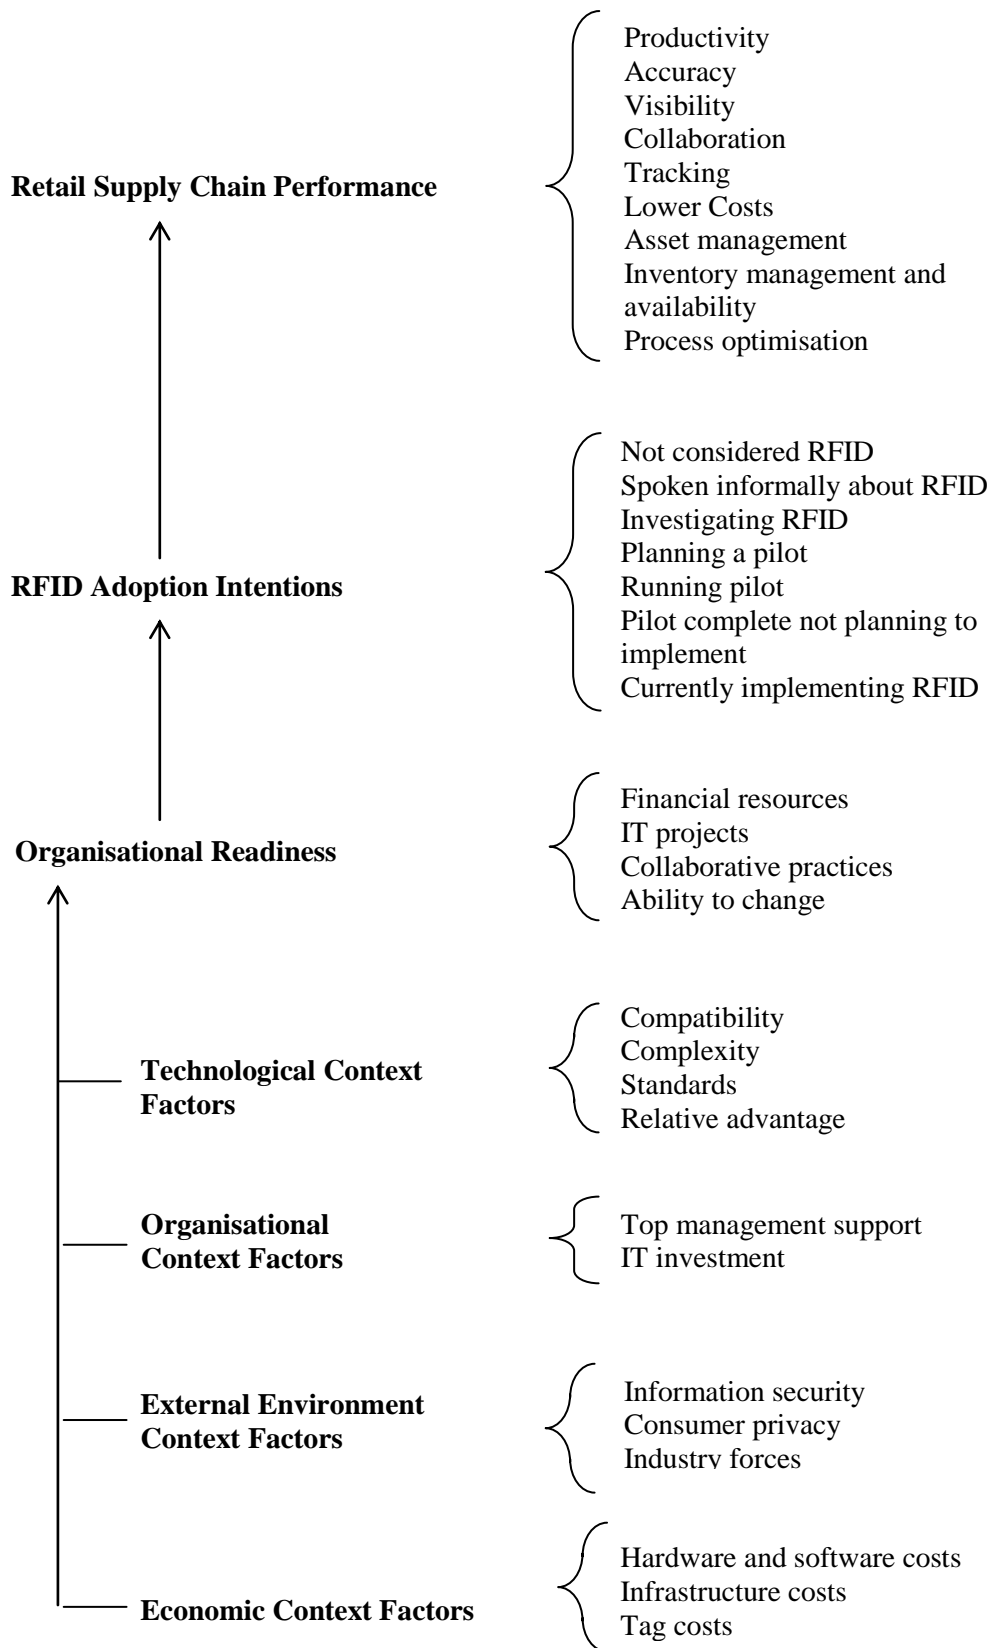 Productivity
Accuracy
Visibility
Collaboration
Tracking
Lower Costs
Asset management
Inventory management and
availability
Process optimisation
Retail Supply Chain Performance
Not considered RFID
Spoken informally about RFID
Investigating RFID
Planning a pilot
Running pilot
Pilot complete not planning to
implement
Currently implementing RFID
RFID Adoption Intentions
Financial resources
IT projects
Collaborative practices
Ability to change
Organisational Readiness
Compatibility
Complexity
Standards
Relative advantage
Technological Context
Factors
Organisational
Context Factors
Top management support
IT investment
External Environment
Context Factors
Information security
Consumer privacy
Industry forces
Hardware and software costs
Infrastructure costs
Tag costs
Economic Context Factors